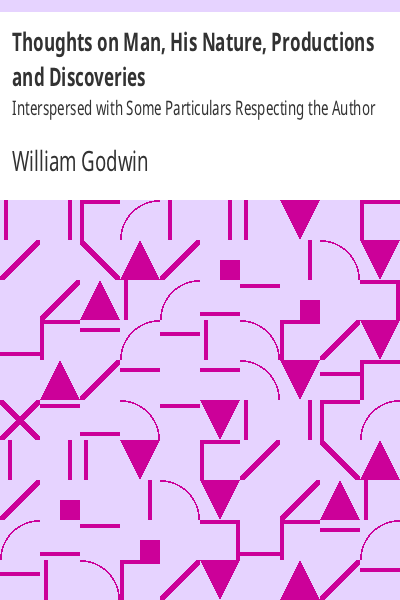 Thoughts on Man, His Nature, Productions
and Discoveries
Interspersed with Some Particulars Respecting the Author
William Godwin